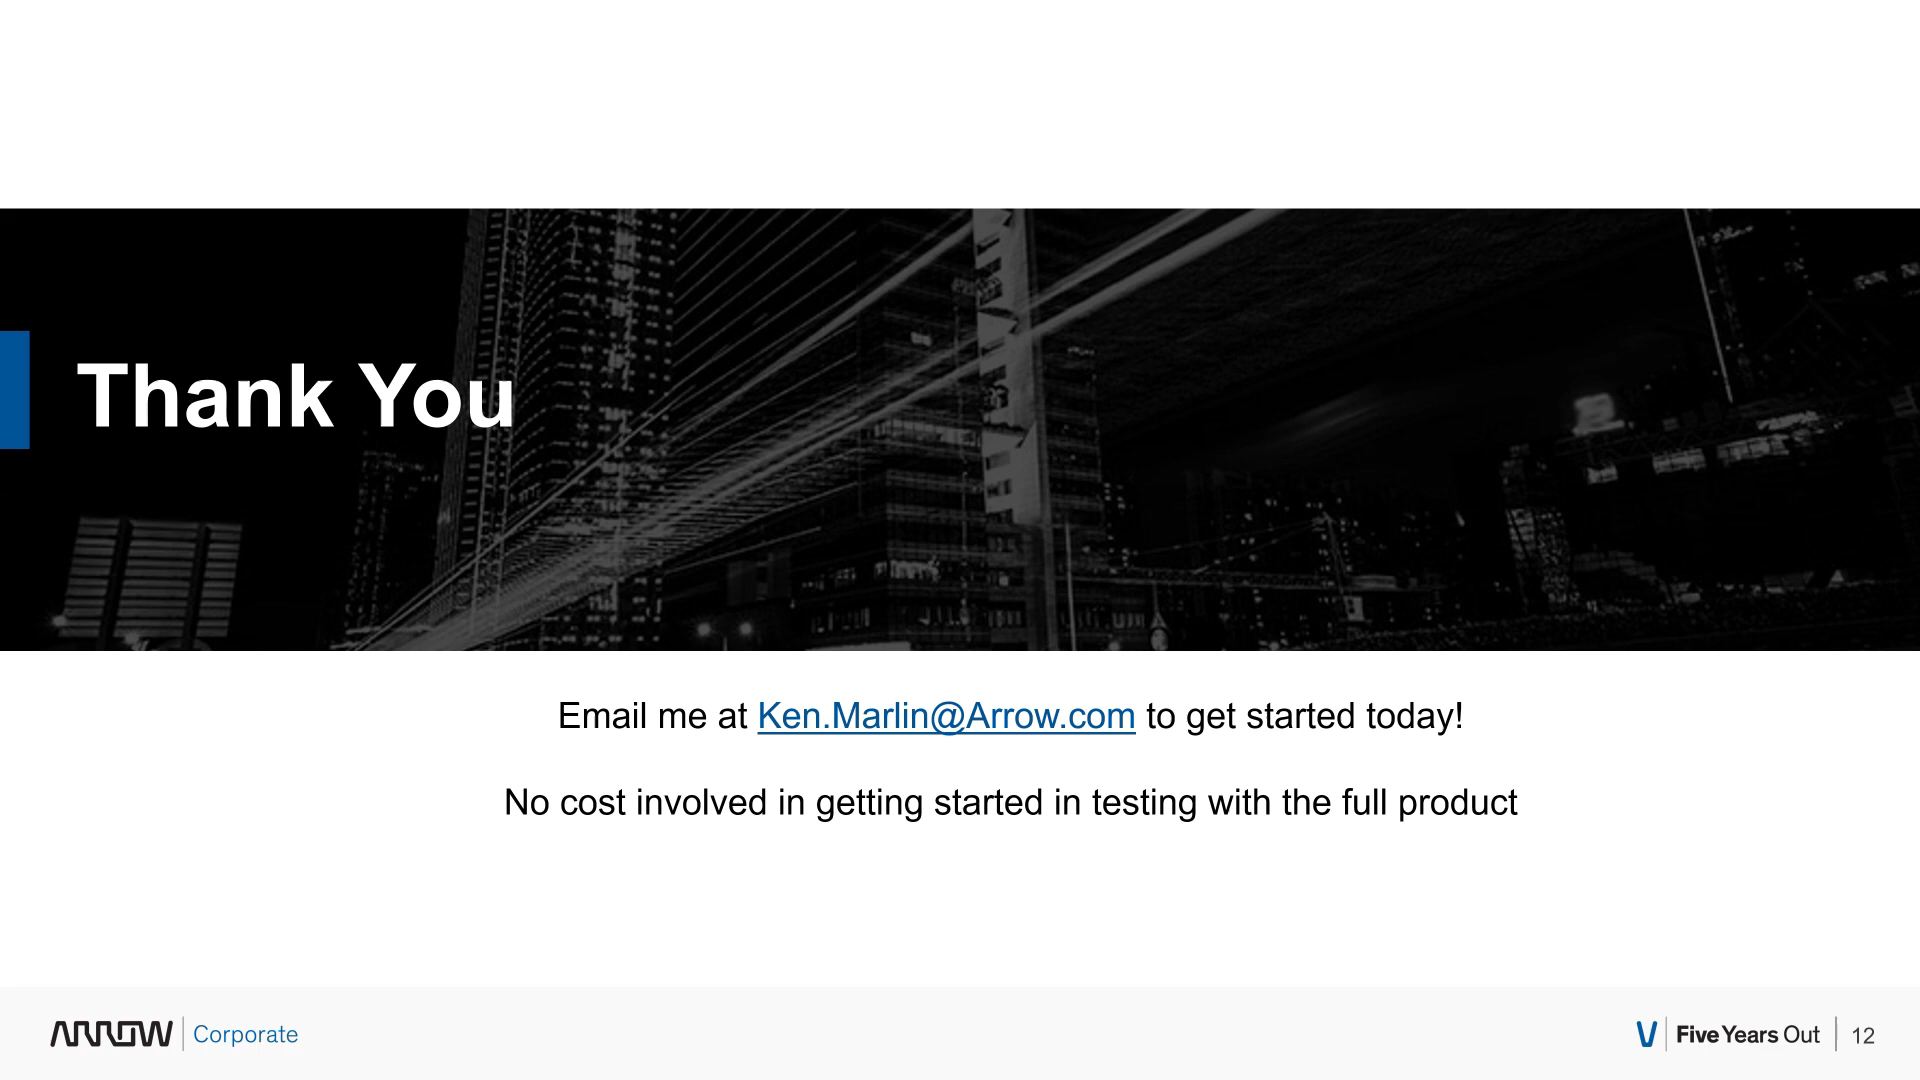 Thank You
Email me at Ken.Marlin@Arrow.com to get started today!
No cost involved in getting started in testing with the full product
ARROW | Corporate
V | Five Years Out | 12